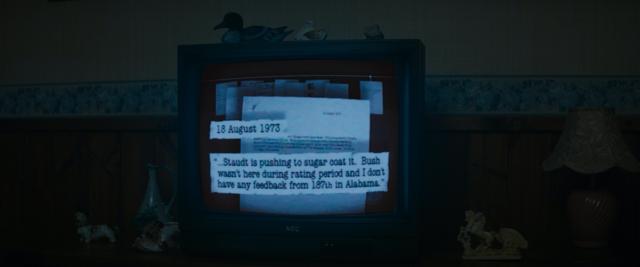 18 August 1973
"...Staudt is pushing to sugar coat it. Bush
wasn't here during rating period and I don't
have any feedback from 187th in Alabama."
NEC